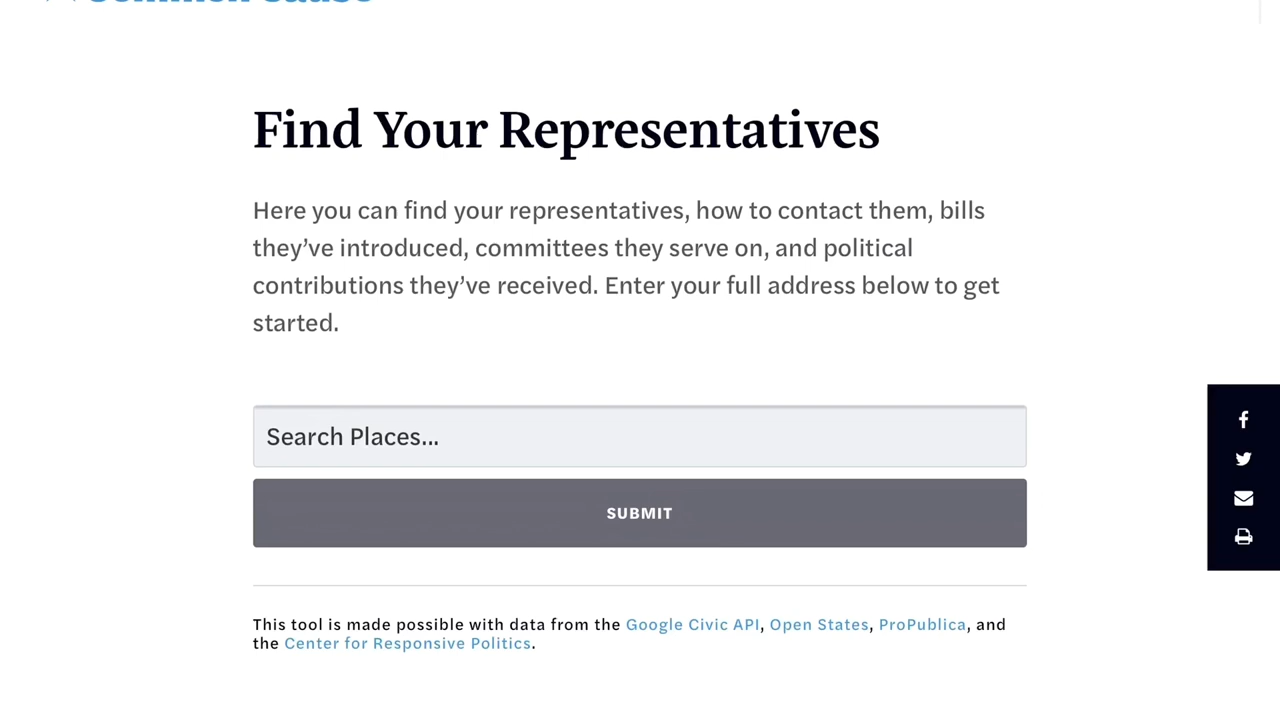 Common Cause
Find Your Representatives
Here you can find your representatives, how to contact them, bills
they’ve introduced, committees they serve on, and political
contributions they’ve received. Enter your full address below to get
started.
Search Places...
SUBMIT
This tool is made possible with data from the Google Civic API, Open States, ProPublica, and
the Center for Responsive Politics.